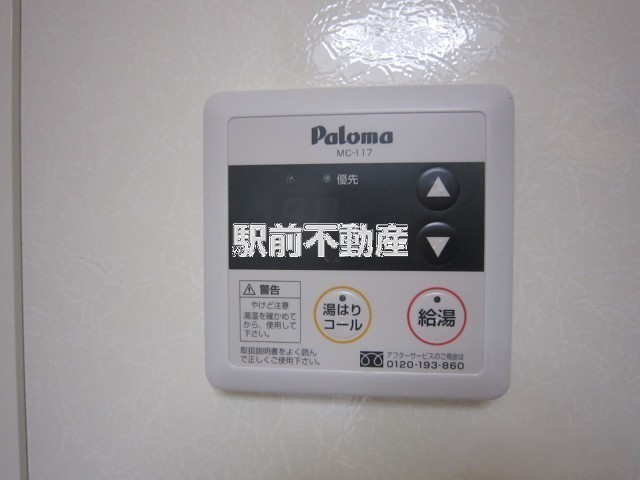 Paloma
MC-117
優先
駅前不動産
警告
やけど注意
湯温を確かめて
から、使用して
下さい。
取扱説明書をよく読ん
で正しくご使用下さい。
湯はり
コール
給湯
アフターサービスのご用命は
0120-193-860